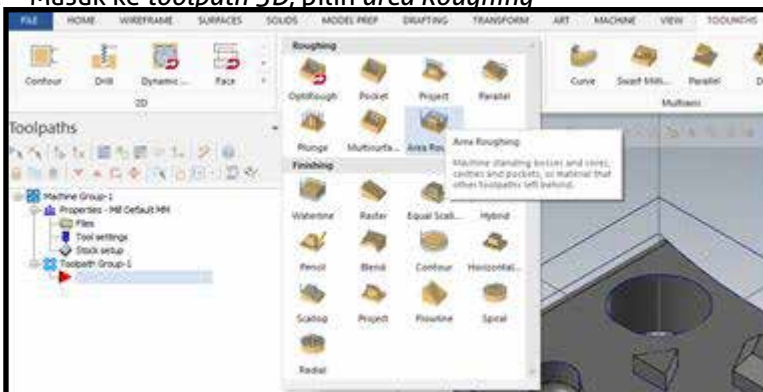 Masuk ke toolpath 3D, pilih area Roughing
FILE HOME WIREFRAME SURFACES SOLIDS MODEL PREP DRAFTING TRANSFORM ART MACHINE VIEW TOOLPATHS
Contour Drill Dynamic ... Face
2D
Roughing
OptiRough Pocket Project Parallel
Plunge Multisurfa... Area Rou...
Finishing
Waterline Raster Equal Scall... Hybrid
Pencil Blend Contour Horizontal...
Scallop Project Flowline Spiral
Radial
Curve Swarf Milli... Parallel
Multiaxis
Area Roughing
Machine standing bosses and cores, cavities and pockets, or material that
other toolpaths left behind.
Toolpaths
Machine Group-1
Properties - Mill Default MM
Files
Tool settings
Stock setup
Toolpath Group-1